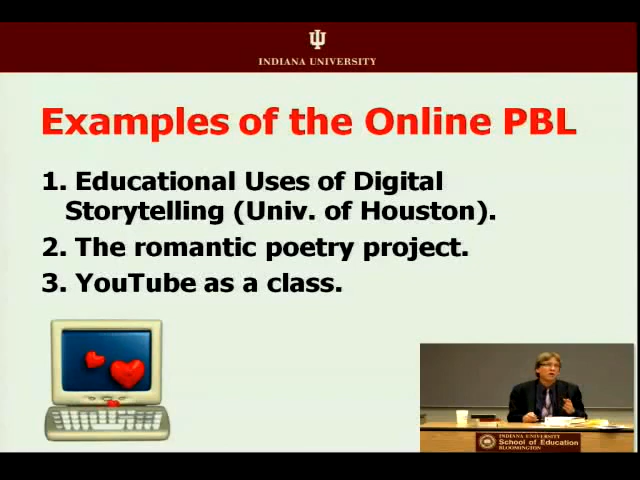 INDIANA UNIVERSITY
Examples of the Online PBL
1. Educational Uses of Digital
Storytelling (Univ. of Houston).
2. The romantic poetry project.
3. YouTube as a class.
INDIANA UNIVERSITY
School of Education
BLOOMINGTON